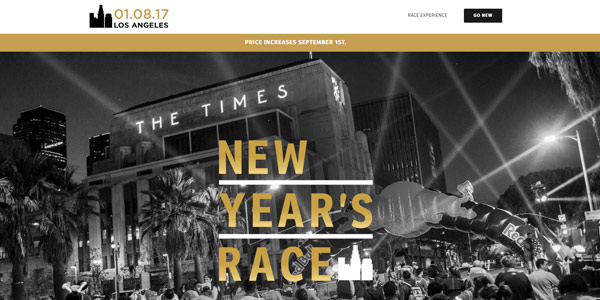 01.08.17
LOS ANGELES
RACE EXPERIENCE
GO NEW
PRICE INCREASES SEPTEMBER 1ST.
THE TIMES
NEW
YEAR'S
RACE